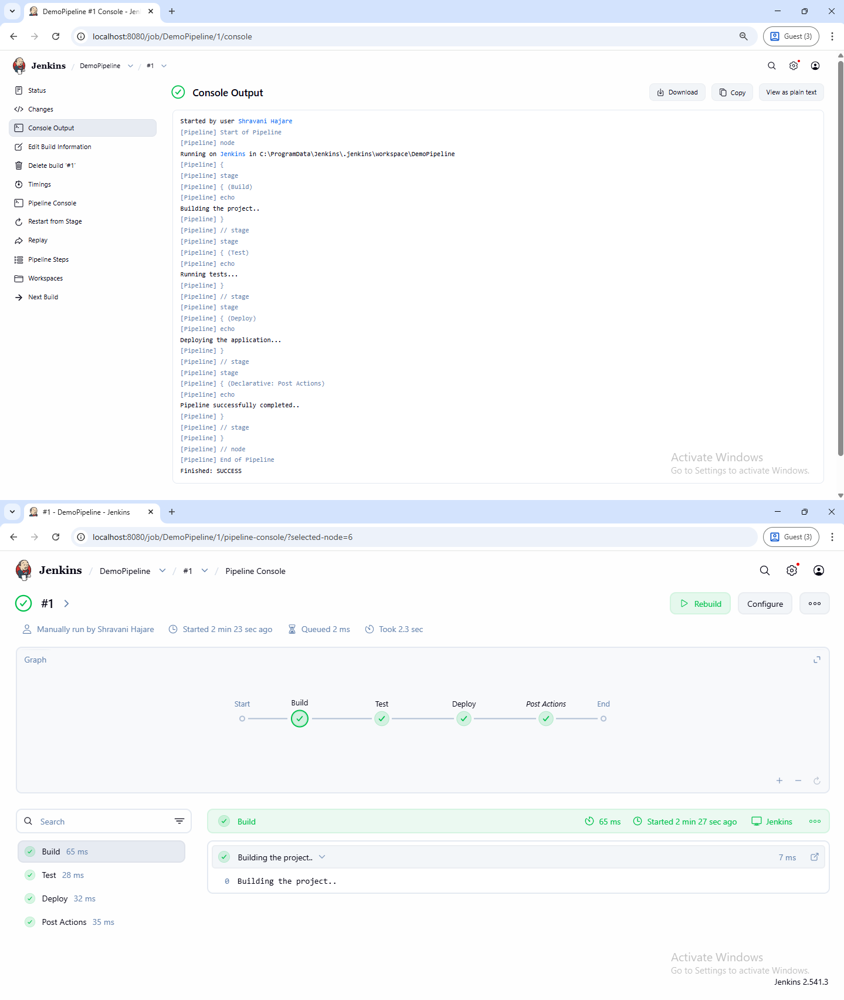 DemoPipeline #1 Console - Jen
localhost:8080/job/DemoPipeline/1/console
Guest (3)
Jenkins / DemoPipeline / #1
Status
Changes
Console Output
Edit Build Information
Delete build '#1'
Timings
Pipeline Console
Restart from Stage
Replay
Pipeline Steps
Workspaces
Next Build
Console Output
Download
Copy
View as plain text
Started by user Shravani Hajare
[Pipeline] Start of Pipeline
[Pipeline] node
Running on Jenkins in C:\ProgramData\Jenkins\.jenkins\workspace\DemoPipeline
[Pipeline] {
[Pipeline] stage
[Pipeline] { (Build)
[Pipeline] echo
Building the project..
[Pipeline] }
[Pipeline] // stage
[Pipeline] stage
[Pipeline] { (Test)
[Pipeline] echo
Running tests...
[Pipeline] }
[Pipeline] // stage
[Pipeline] stage
[Pipeline] { (Deploy)
[Pipeline] echo
Deploying the application...
[Pipeline] }
[Pipeline] // stage
[Pipeline] stage
[Pipeline] { (Declarative: Post Actions)
[Pipeline] echo
Pipeline successfully completed..
[Pipeline] }
[Pipeline] // stage
[Pipeline] }
[Pipeline] // node
[Pipeline] End of Pipeline
Finished: SUCCESS
Activate Windows
Go to Settings to activate Windows.
#1 - DemoPipeline - Jenkins
localhost:8080/job/DemoPipeline/1/pipeline-console/?selected-node=6
Guest (3)
Jenkins / DemoPipeline / #1 / Pipeline Console
#1
Rebuild
Configure
Manually run by Shravani Hajare
Started 2 min 23 sec ago
Queued 2 ms
Took 2.3 sec
Graph
Start
Build
Test
Deploy
Post Actions
End
Search
Build 65 ms
Test 28 ms
Deploy 32 ms
Post Actions 35 ms
Build
65 ms
Started 2 min 27 sec ago
Jenkins
Building the project..
7 ms
0 Building the project..
Activate Windows
Go to Settings to activate Windows.
Jenkins 2.541.3